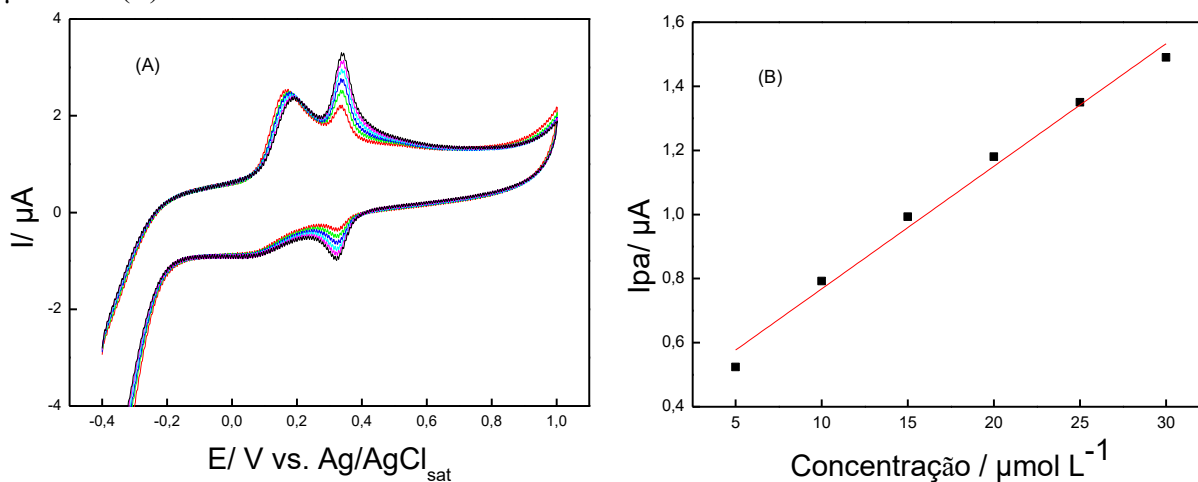 (A)
4
2
0
-2
-4
I/ µA
-0,4 -0,2 0,0 0,2 0,4 0,6 0,8 1,0
E/ V vs. Ag/AgCl sat
(B)
1,6
1,4
1,2
1,0
0,8
0,6
0,4
Ipa/ µA
5 10 15 20 25 30
Concentração / µmol L-1